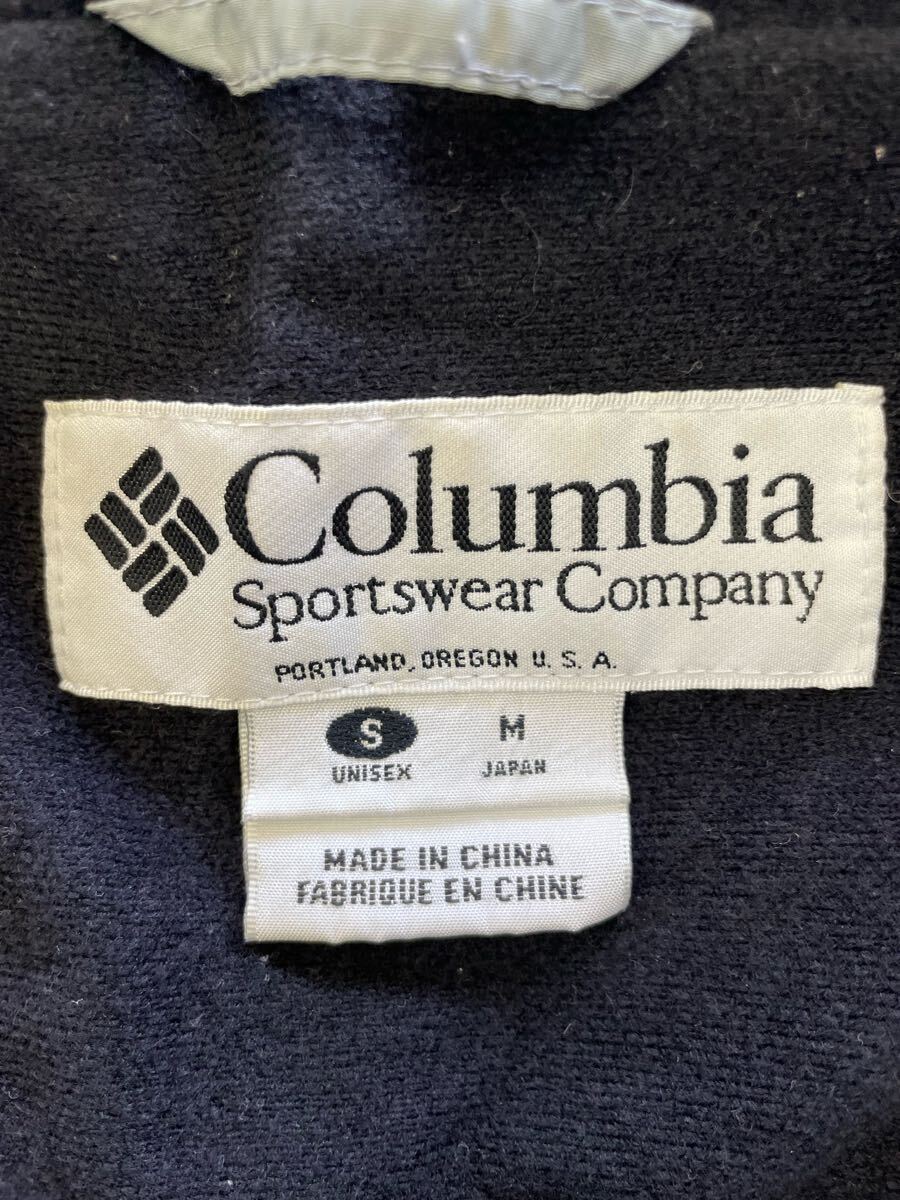 Columbia
Sportswear Company
PORTLAND, OREGON U.S.A.
S M
UNISEX JAPAN
MADE IN CHINA
FABRIQUE EN CHINE